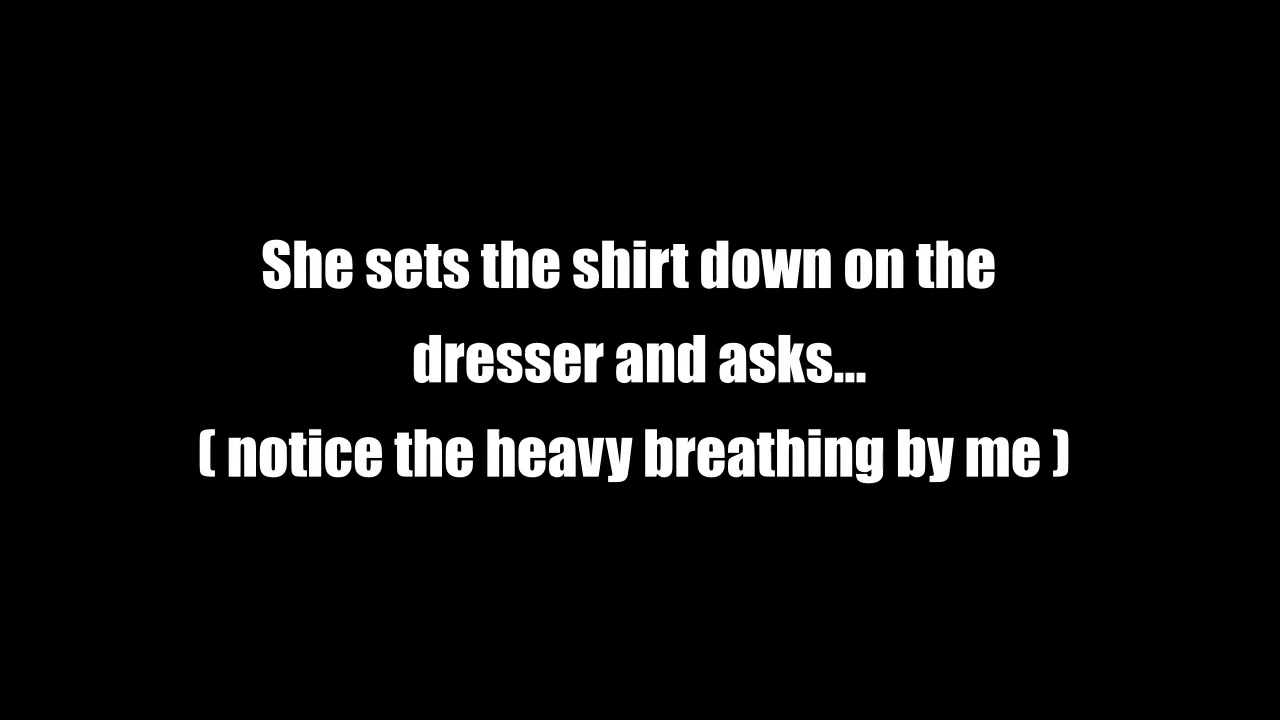 She sets the shirt down on the
dresser and asks...
( notice the heavy breathing by me )